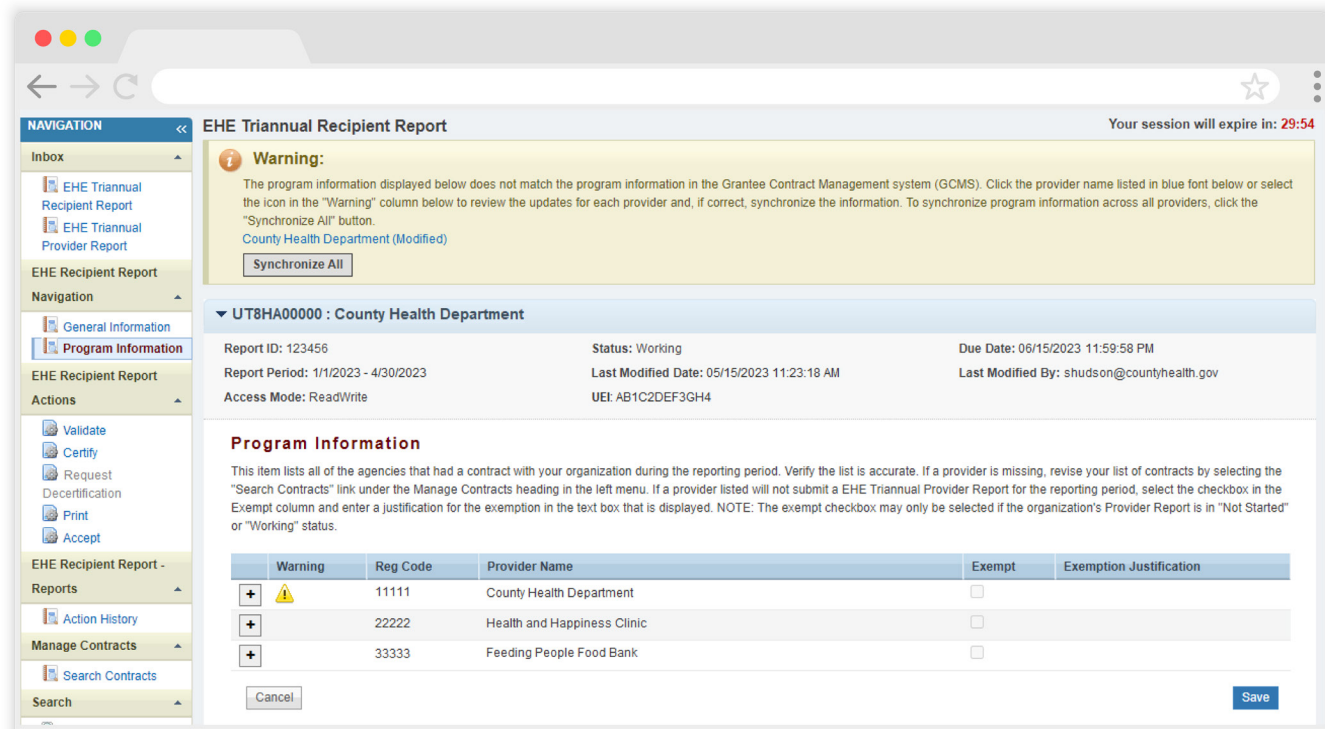 NAVIGATION «
Inbox
EHE Triannual
Recipient Report
EHE Triannual
Provider Report
EHE Recipient Report
Navigation
General Information
Program Information
EHE Recipient Report
Actions
Validate
Certify
Request
Decertification
Print
Accept
EHE Recipient Report -
Reports
Action History
Manage Contracts
Search Contracts
Search
EHE Triannual Recipient Report
Your session will expire in: 29:54
Warning:
The program information displayed below does not match the program information in the Grantee Contract Management system (GCMS). Click the provider name listed in blue font below or select
the icon in the "Warning" column below to review the updates for each provider and, if correct, synchronize the information. To synchronize program information across all providers, click the
"Synchronize All" button.
County Health Department (Modified)
Synchronize All
UT8HA00000 : County Health Department
Report ID: 123456 Status: Working Due Date: 06/15/2023 11:59:58 PM
Report Period: 1/1/2023 - 4/30/2023 Last Modified Date: 05/15/2023 11:23:18 AM Last Modified By: shudson@countyhealth.gov
Access Mode: ReadWrite UEI: AB1C2DEF3GH4
Program Information
This item lists all of the agencies that had a contract with your organization during the reporting period. Verify the list is accurate. If a provider is missing, revise your list of contracts by selecting the
"Search Contracts" link under the Manage Contracts heading in the left menu. If a provider listed will not submit a EHE Triannual Provider Report for the reporting period, select the checkbox in the
Exempt column and enter a justification for the exemption in the text box that is displayed. NOTE: The exempt checkbox may only be selected if the organization's Provider Report is in "Not Started"
or "Working" status.
Warning Reg Code Provider Name Exempt Exemption Justification
+ 11111 County Health Department
+ 22222 Health and Happiness Clinic
+ 33333 Feeding People Food Bank
Cancel Save